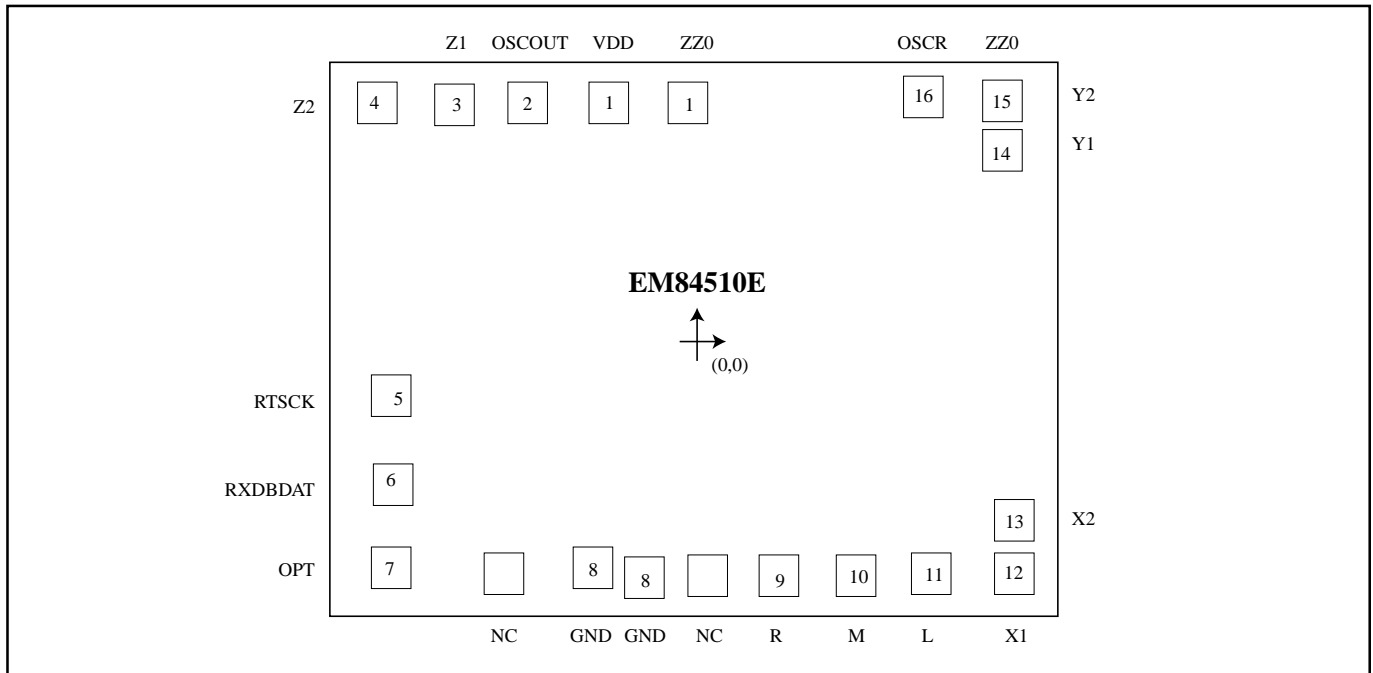 Z1 OSCOUT VDD ZZ0 OSCR ZZ0
Z2 4 3 2 1 1 16 15 Y2
14 Y1
EM84510E
(0,0)
RTSCK 5
RXDBDAT 6
13 X2
OPT 7 8 8 9 10 11 12
NC GND GND NC R M L X1